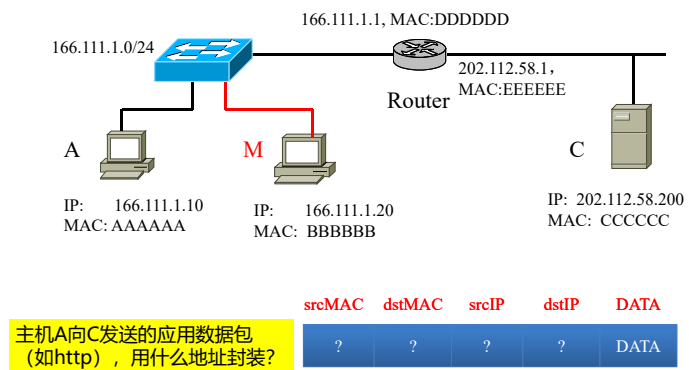 166.111.1.1, MAC:DDDDDD
166.111.1.0/24
202.112.58.1，
MAC:EEEEEE
Router
A
M
C
IP: 166.111.1.10
MAC: AAAAAA
IP: 166.111.1.20
MAC: BBBBBB
IP: 202.112.58.200
MAC: CCCCCC
srcMAC dstMAC srcIP dstIP DATA
? ? ? ? DATA
主机A向C发送的应用数据包
（如http），用什么地址封装？